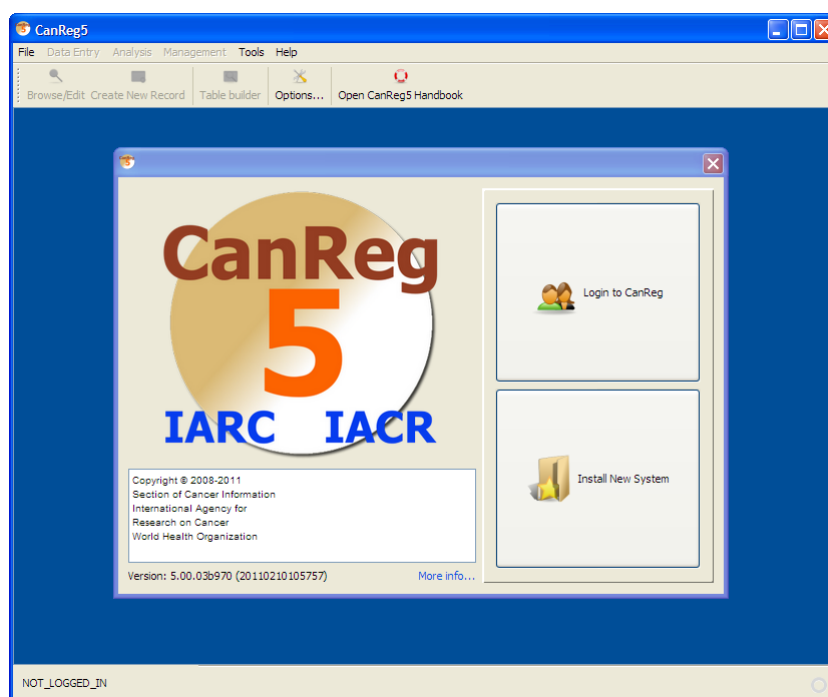 CanReg5
File Data Entry Analysis Management Tools Help
Browse/Edit Create New Record Table builder Options... Open CanReg5 Handbook
CanReg
5
IARC IACR
Login to CanReg
Install New System
Copyright © 2008-2011
Section of Cancer Information
International Agency for
Research on Cancer
World Health Organization
Version: 5.00.03b970 (20110210105757) More info...
NOT_LOGGED_IN